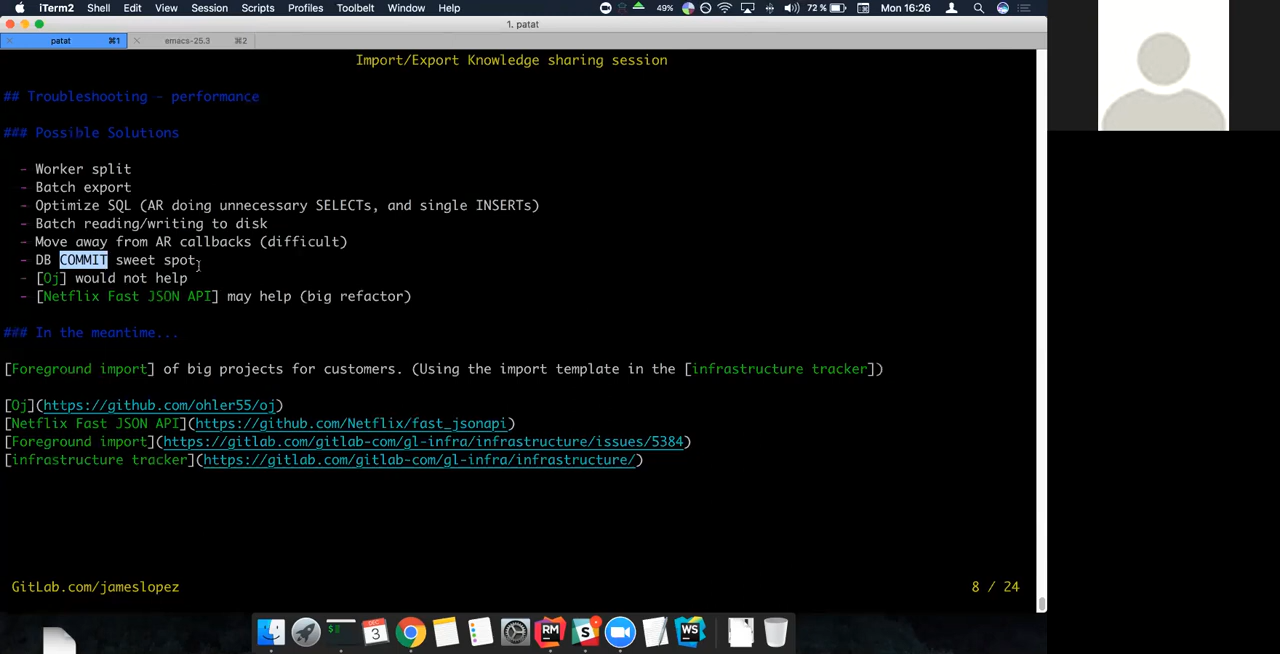 iTerm2 Shell Edit View Session Scripts Profiles Toolbelt Window Help 49% 72 % Mon 16:26
1. patat
patat ⌘1 emacs-25.3 ⌘2
Import/Export Knowledge sharing session
## Troubleshooting - performance
### Possible Solutions
- Worker split
- Batch export
- Optimize SQL (AR doing unnecessary SELECTs, and single INSERTs)
- Batch reading/writing to disk
- Move away from AR callbacks (difficult)
- DB COMMIT sweet spot
- [Oj] would not help
- [Netflix Fast JSON API] may help (big refactor)
### In the meantime...
[Foreground import] of big projects for customers. (Using the import template in the [infrastructure tracker])
[Oj](https://github.com/ohler55/oj)
[Netflix Fast JSON API](https://github.com/Netflix/fast_jsonapi)
[Foreground import](https://gitlab.com/gitlab-com/gl-infra/infrastructure/issues/5384)
[infrastructure tracker](https://gitlab.com/gitlab-com/gl-infra/infrastructure/)
GitLab.com/jameslopez 8 / 24
3 RM WS